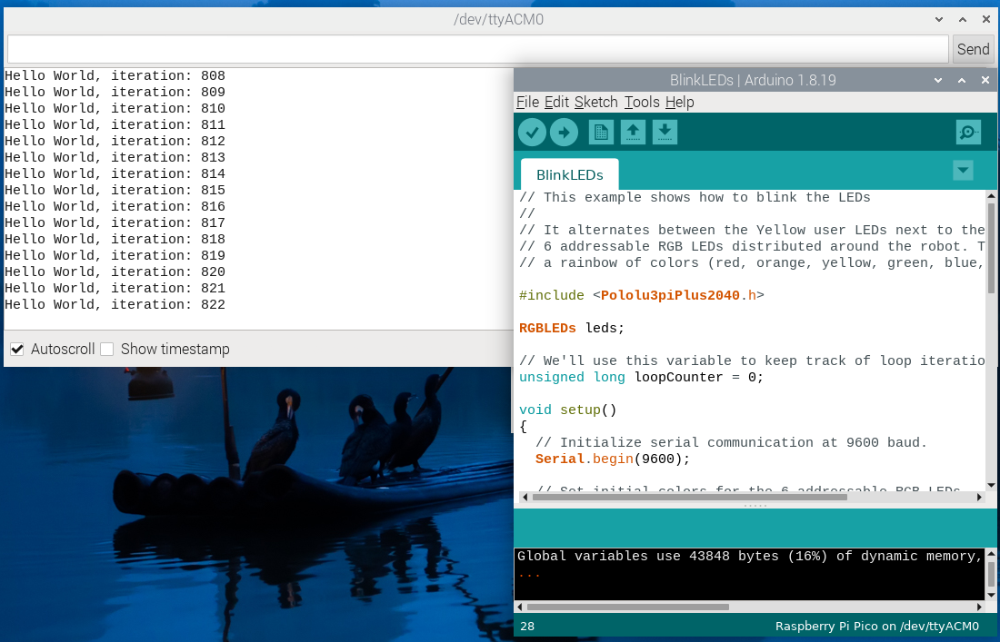 /dev/ttyACM0
Send
Hello World, iteration: 808
Hello World, iteration: 809
Hello World, iteration: 810
Hello World, iteration: 811
Hello World, iteration: 812
Hello World, iteration: 813
Hello World, iteration: 814
Hello World, iteration: 815
Hello World, iteration: 816
Hello World, iteration: 817
Hello World, iteration: 818
Hello World, iteration: 819
Hello World, iteration: 820
Hello World, iteration: 821
Hello World, iteration: 822
Autoscroll Show timestamp
BlinkLEDs | Arduino 1.8.19
File Edit Sketch Tools Help
BlinkLEDs
// This example shows how to blink the LEDs
//
// It alternates between the Yellow user LEDs next to the
// 6 addressable RGB LEDs distributed around the robot. T
// a rainbow of colors (red, orange, yellow, green, blue,
#include <Pololu3piPlus2040.h>
RGBLEDs leds;
// We'll use this variable to keep track of loop iteratio
unsigned long loopCounter = 0;
void setup()
{
// Initialize serial communication at 9600 baud.
Serial.begin(9600);
// Set initial colors for the 6 addressable RGB LEDs
Global variables use 43848 bytes (16%) of dynamic memory,
...
28
Raspberry Pi Pico on /dev/ttyACM0